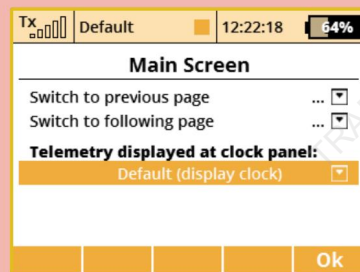 Tx Default 12:22:18 64%
Main Screen
Switch to previous page ...
Switch to following page ...
Telemetry displayed at clock panel:
Default (display clock)
Ok